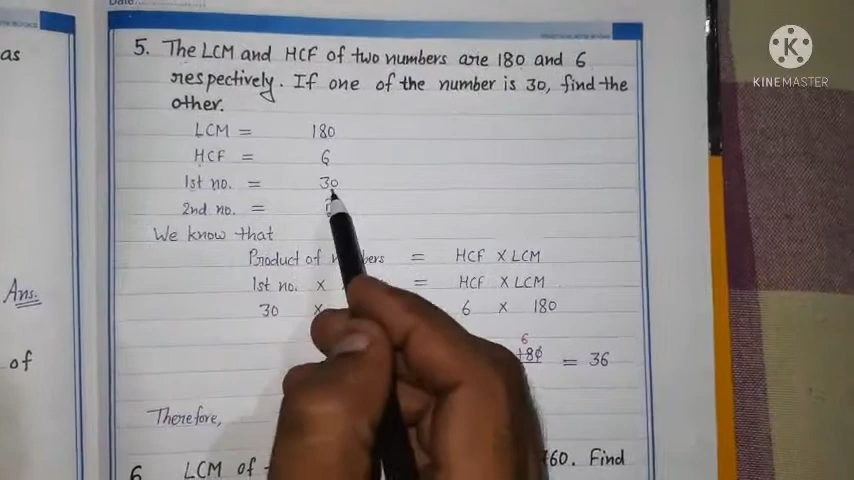 Date
as
5. The LCM and HCF of two numbers are 180 and 6
respectively. If one of the number is 30, find the
other.
LCM = 180
HCF = 6
1st no. = 30
2nd no. =
We know that
Product of = HCF X LCM
1st no. x = HCF X LCM
30 x 6 x 180
6
180 = 36
Ans.
of
Therefore,
6 LCM of 760. Find
K
KINEMASTER